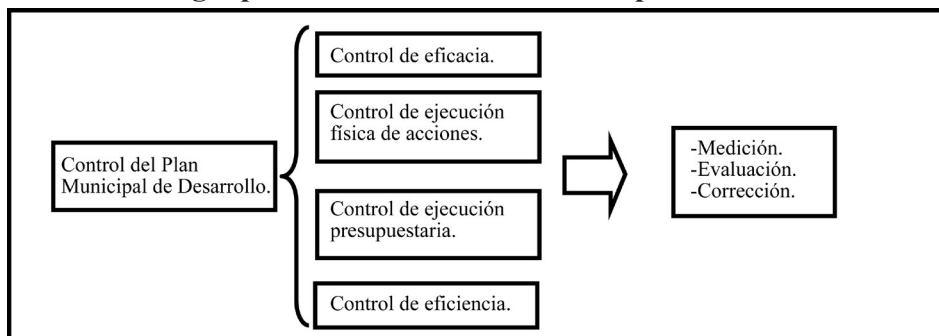 Control de eficacia.
Control de ejecución
física de acciones.
Control del Plan
Municipal de Desarrollo.
Control de ejecución
presupuestaria.
Control de eficiencia.
-Medición.
-Evaluación.
-Corrección.